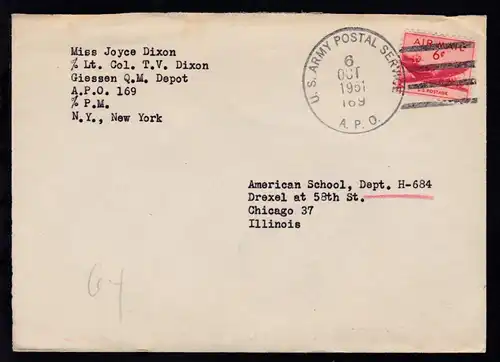 Miss Joyce Dixon
℅ Lt. Col. T.V. Dixon
Giessen Q.M. Depot
A.P.O. 169
℅ P.M.
N.Y., New York
U.S. ARMY POSTAL SERVICE
6
OCT
1951
169
A.P.O.
AIR MAIL
6¢
U.S. POSTAGE
American School, Dept. H-684
Drexel at 58th St.
Chicago 37
Illinois